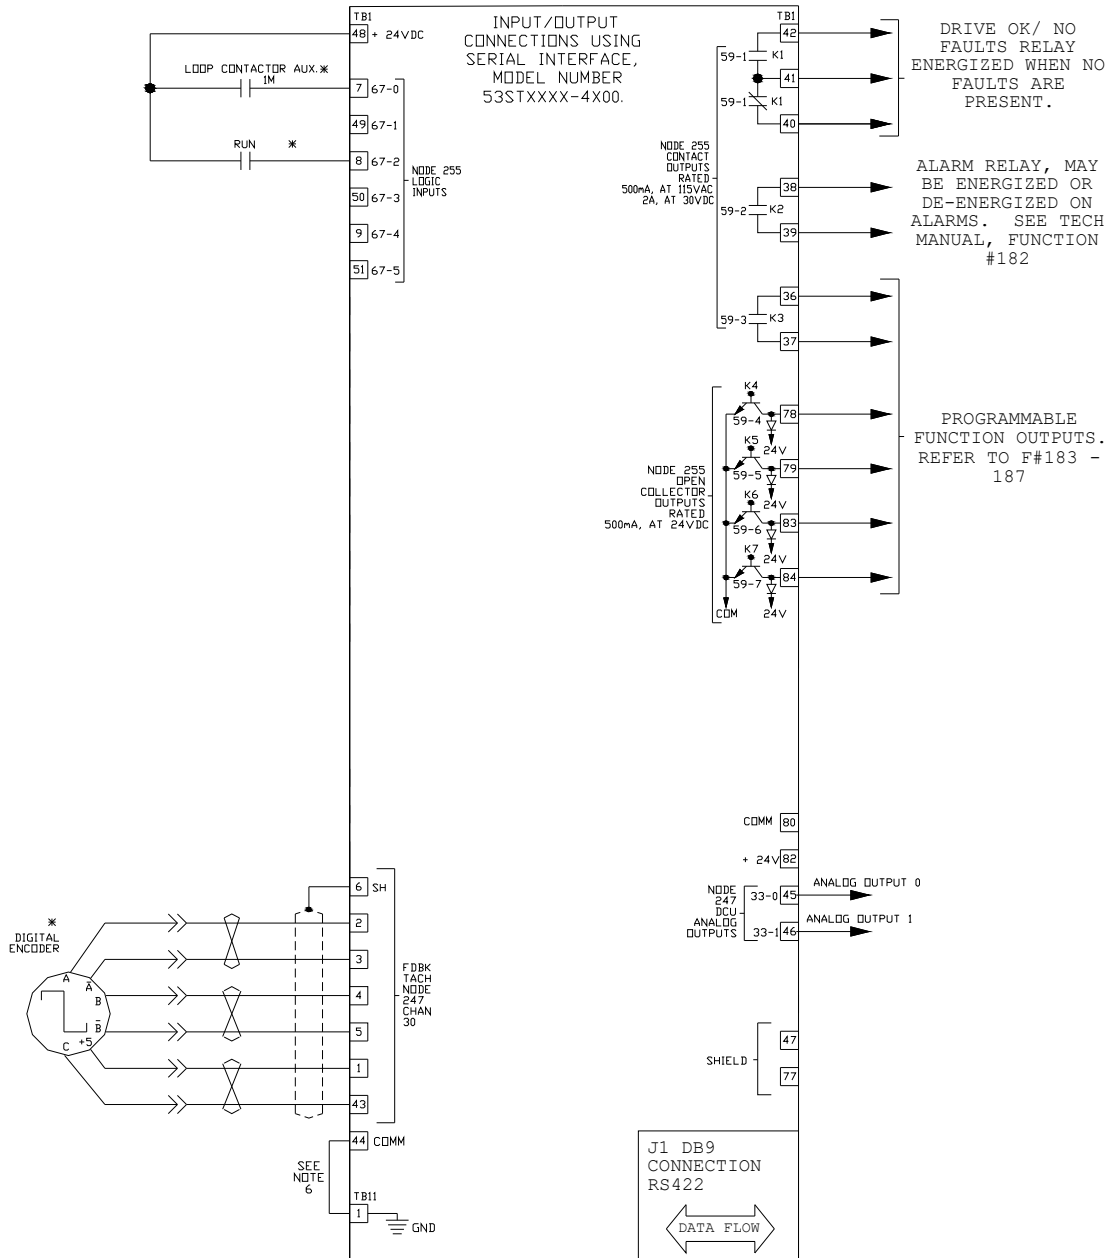 TB1
48 + 24VDC
LOOP CONTACTOR AUX.*
1M
7 67-0
49 67-1
RUN *
8 67-2
50 67-3
9 67-4
51 67-5
NODE 255
LOGIC
INPUTS
INPUT/OUTPUT
CONNECTIONS USING
SERIAL INTERFACE,
MODEL NUMBER
53STXXXX-4X00.
TB1
42
59-1 K1
41
59-1 K1
40
DRIVE OK/ NO
FAULTS RELAY
ENERGIZED WHEN NO
FAULTS ARE
PRESENT.
NODE 255
CONTACT
OUTPUTS
RATED
500mA, AT 115VAC
2A, AT 30VDC
38
59-2 K2
39
ALARM RELAY, MAY
BE ENERGIZED OR
DE-ENERGIZED ON
ALARMS. SEE TECH
MANUAL, FUNCTION
#182
36
59-3 K3
37
K4
78
59-4
24V
K5
79
59-5
24V
K6
83
59-6
24V
K7
84
59-7
COM 24V
NODE 255
OPEN
COLLECTOR
OUTPUTS
RATED
500mA, AT 24VDC
PROGRAMMABLE
FUNCTION OUTPUTS.
REFER TO F#183 -
187
COMM 80
+ 24V 82
NODE
247
DCU
ANALOG
OUTPUTS
33-0 45 ANALOG OUTPUT 0
33-1 46 ANALOG OUTPUT 1
SHIELD
47
77
6 SH
2
3
4
5
1
43
FDBK
TACH
NODE
247
CHAN
30
*
DIGITAL
ENCODER
A
A̅
B
B̅
+5
C
44 COMM
SEE
NOTE
6
TB11
1
GND
J1 DB9
CONNECTION
RS422
DATA FLOW